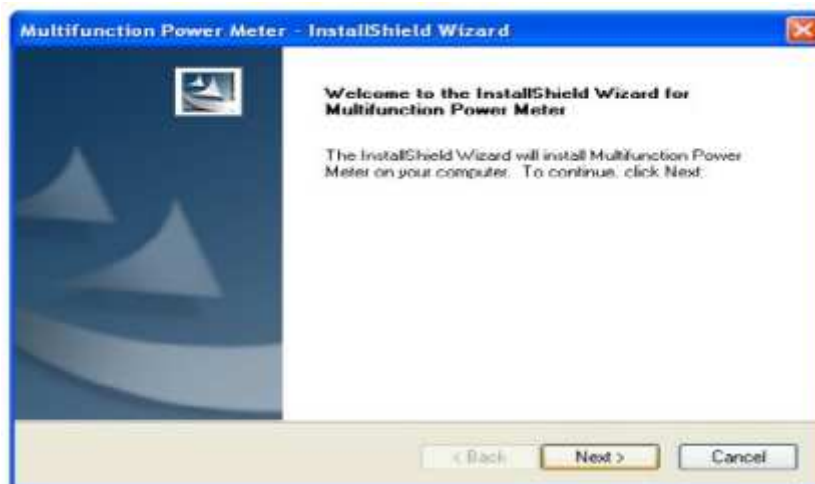 Multifunction Power Meter - InstallShield Wizard
Welcome to the InstallShield Wizard for
Multifunction Power Meter
The InstallShield Wizard will install Multifunction Power
Meter on your computer. To continue, click Next.
< Back
Next >
Cancel